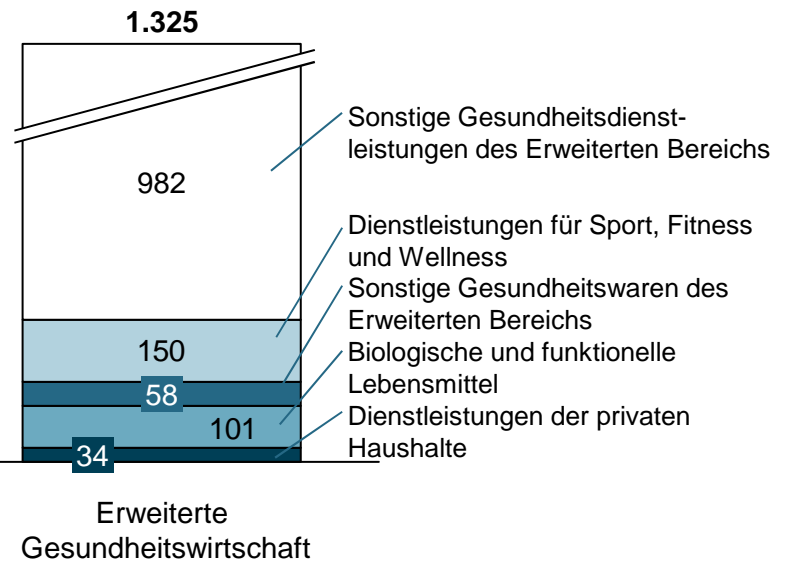 1.325
Sonstige Gesundheitsdienst-
leistungen des Erweiterten Bereichs
982
Dienstleistungen für Sport, Fitness
und Wellness
Sonstige Gesundheitswaren des
Erweiterten Bereichs
150
Biologische und funktionelle
Lebensmittel
58
Dienstleistungen der privaten
Haushalte
101
34
Erweiterte
Gesundheitswirtschaft